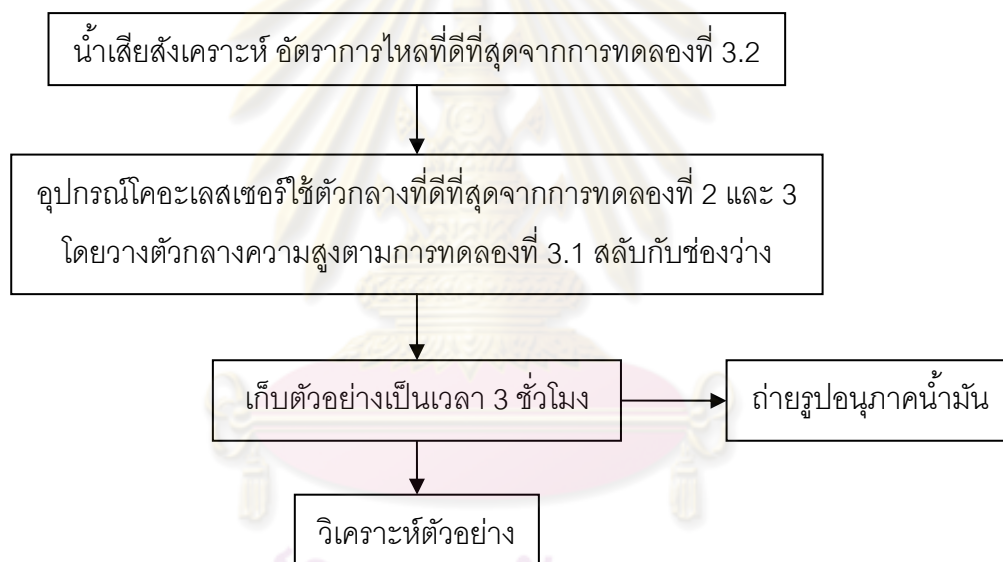 น้ำเสียสังเคราะห์ อัตราการไหลที่ดีที่สุดจากการทดลองที่ 3.2
อุปกรณ์โคอะเลสเซอร์ใช้ตัวกลางที่ดีที่สุดจากการทดลองที่ 2 และ 3
โดยวางตัวกลางความสูงตามการทดลองที่ 3.1 สลับกับช่องว่าง
เก็บตัวอย่างเป็นเวลา 3 ชั่วโมง
ถ่ายรูปอนุภาคน้ำมัน
วิเคราะห์ตัวอย่าง